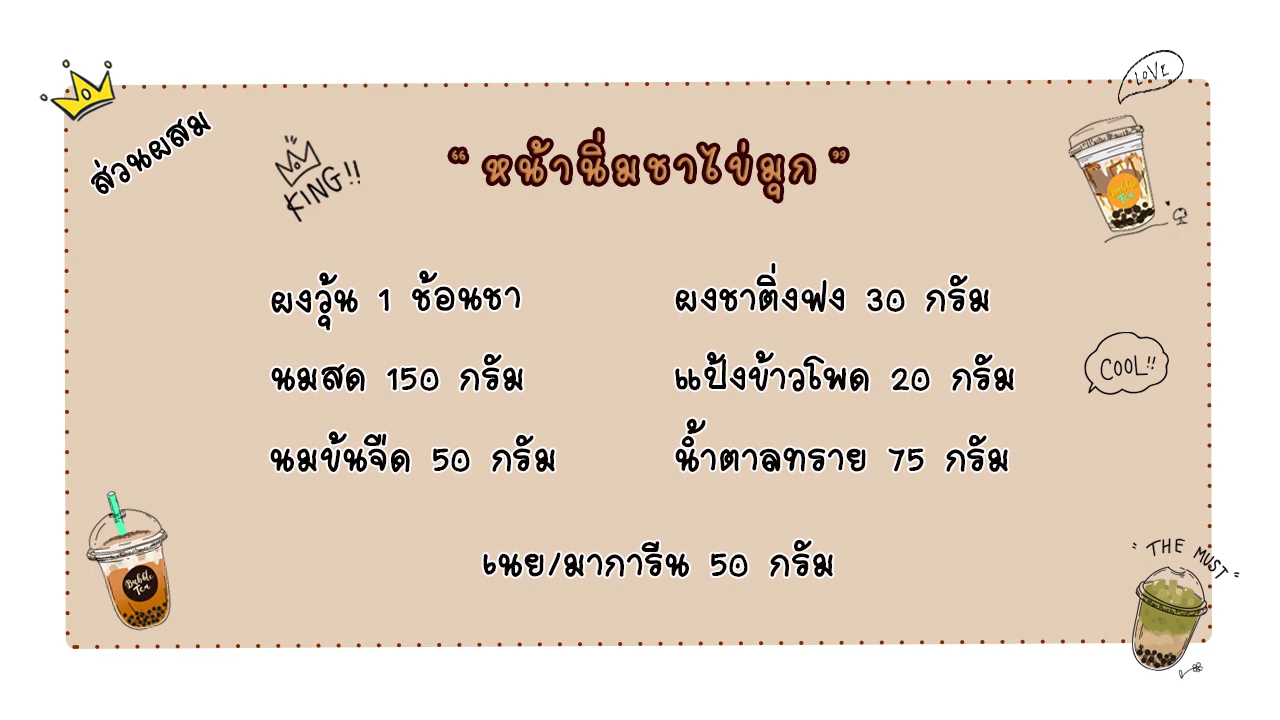 ส่วนผสม
KING!!
"หน้านิ่มชาไข่มุก"
LOVE
Bubble Tea
ผงวุ้น 1 ช้อนชา
ผงชาติ่งฟง 30 กรัม
นมสด 150 กรัม
แป้งข้าวโพด 20 กรัม
COOL!!
นมข้นจืด 50 กรัม
น้ำตาลทราย 75 กรัม
เนย/มาการีน 50 กรัม
Bubble Tea
"THE MUST"